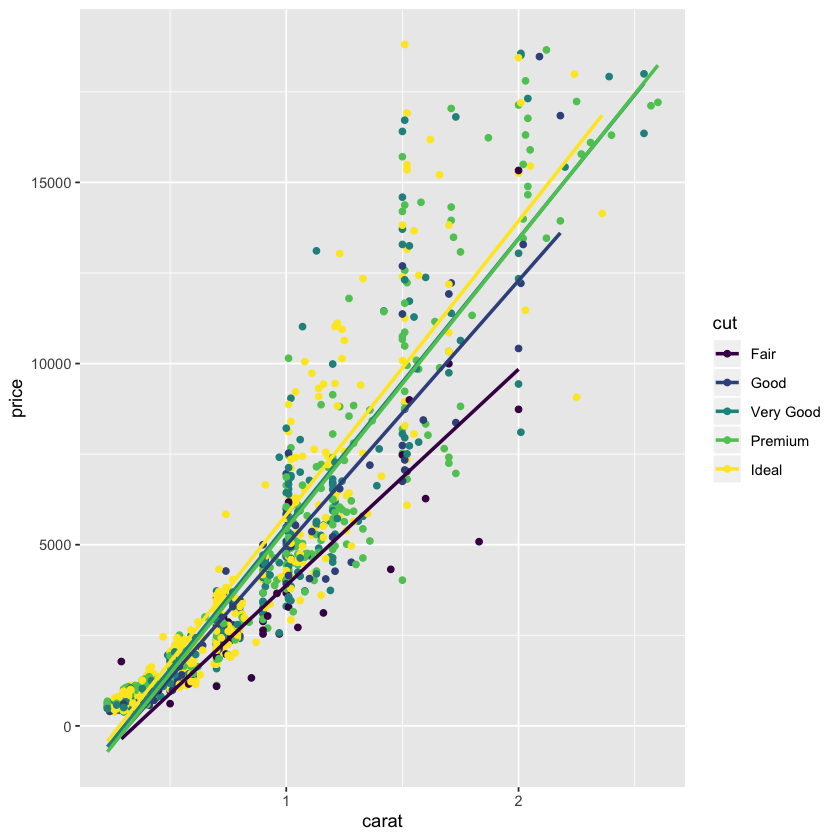 15000
10000
5000
0
price
1
2
carat
cut
Fair
Good
Very Good
Premium
Ideal